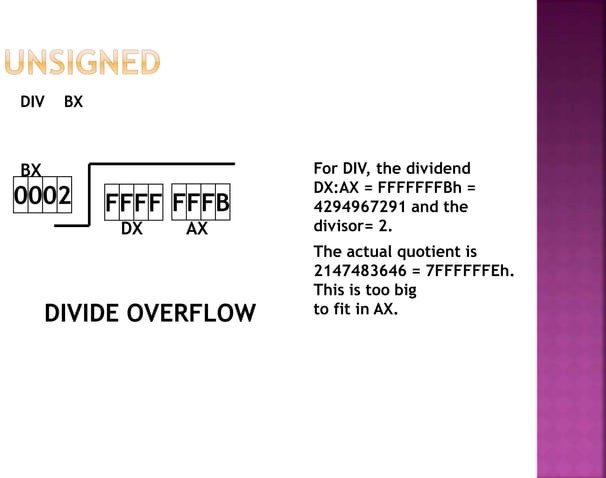 UNSIGNED
DIV BX
BX
0002
FFFF FFFB
DX AX
DIVIDE OVERFLOW
For DIV, the dividend
DX:AX = FFFFFFFBh =
4294967291 and the
divisor= 2.
The actual quotient is
2147483646 = 7FFFFFFEh.
This is too big
to fit in AX.